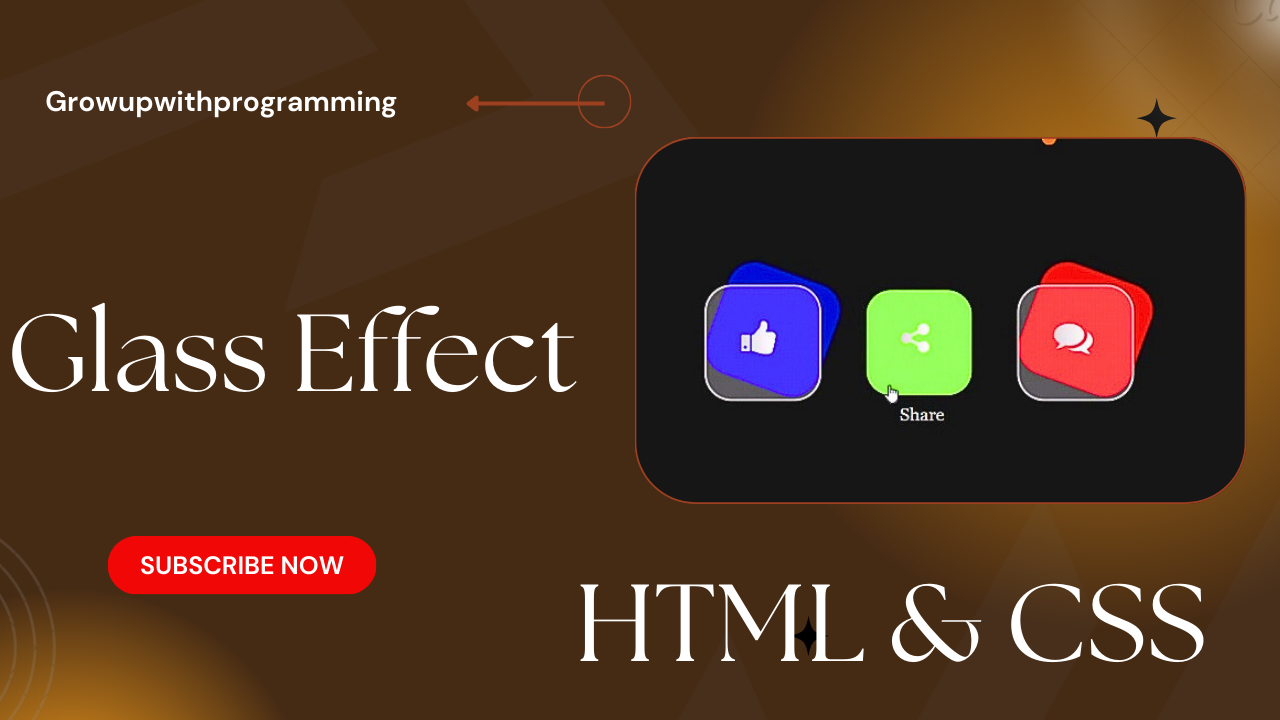 Growupwithprogramming
Glass Effect
Share
SUBSCRIBE NOW
HTML & CSS